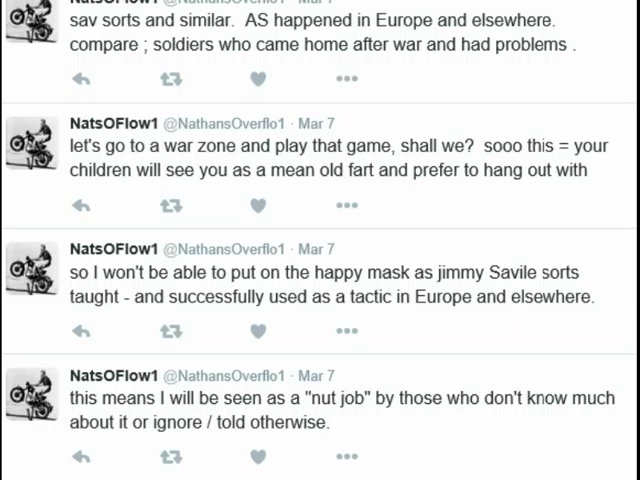 NatsOFlow1 @NathansOverflo1 · Mar 7
sav sorts and similar. AS happened in Europe and elsewhere.
compare ; soldiers who came home after war and had problems .
NatsOFlow1 @NathansOverflo1 · Mar 7
let's go to a war zone and play that game, shall we? sooo this = your
children will see you as a mean old fart and prefer to hang out with
NatsOFlow1 @NathansOverflo1 · Mar 7
so I won't be able to put on the happy mask as jimmy Savile sorts
taught - and successfully used as a tactic in Europe and elsewhere.
NatsOFlow1 @NathansOverflo1 · Mar 7
this means I will be seen as a "nut job" by those who don't know much
about it or ignore / told otherwise.